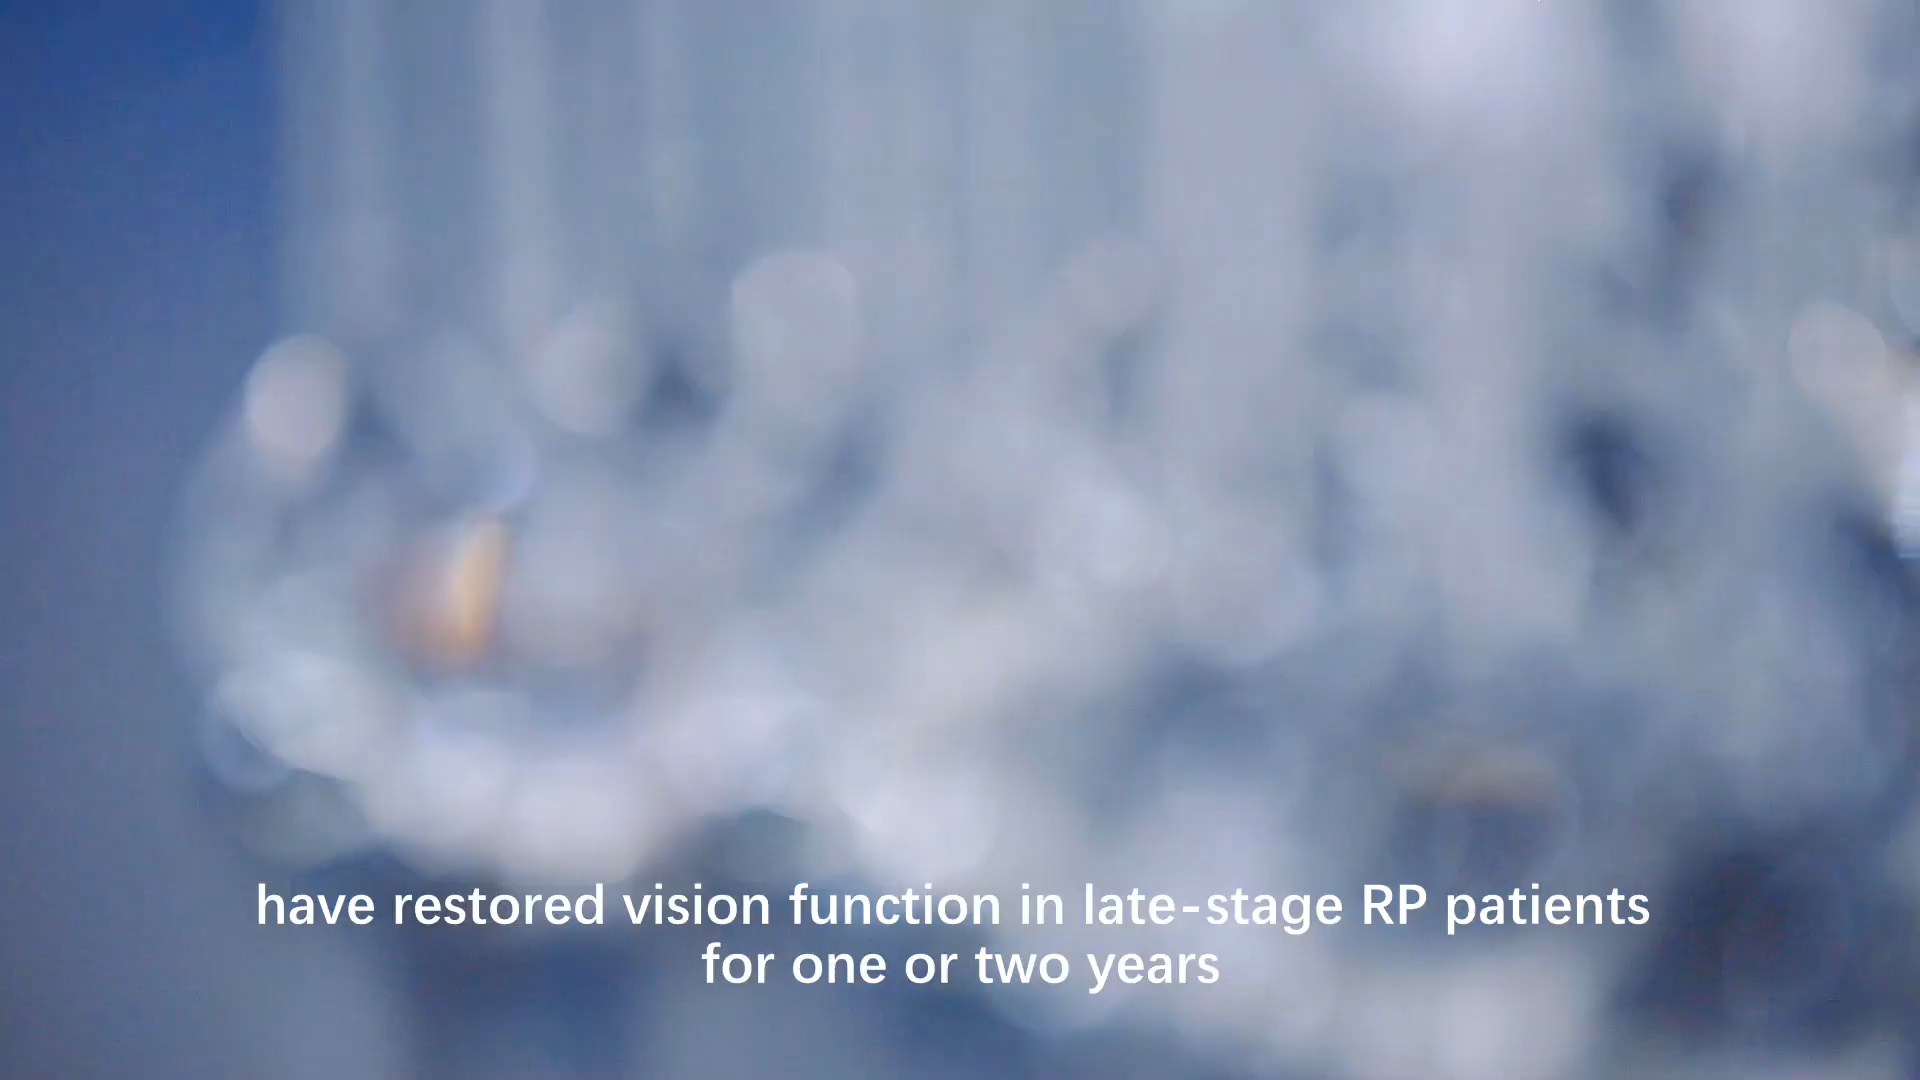 have restored vision function in late-stage RP patients
for one or two years